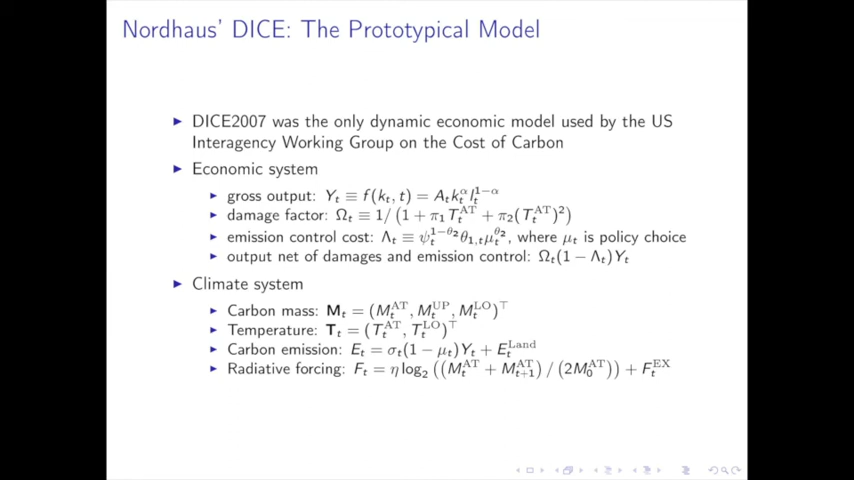 Nordhaus' DICE: The Prototypical Model
▶ DICE2007 was the only dynamic economic model used by the US
Interagency Working Group on the Cost of Carbon
▶ Economic system
▶ gross output: Y_t ≡ f(k_t, t) = A_t k_t^α l_t^{1−α}
▶ damage factor: Ω_t ≡ 1/ (1 + π_1 T_t^{AT} + π_2(T_t^{AT})^2)
▶ emission control cost: Λ_t ≡ ψ_t^{1−θ_2} θ_{1,t} μ_t^{θ_2}, where μ_t is policy choice
▶ output net of damages and emission control: Ω_t(1 − Λ_t)Y_t
▶ Climate system
▶ Carbon mass: M_t = (M_t^{AT}, M_t^{UP}, M_t^{LO})^⊤
▶ Temperature: T_t = (T_t^{AT}, T_t^{LO})^⊤
▶ Carbon emission: E_t = σ_t(1 − μ_t)Y_t + E_t^{Land}
▶ Radiative forcing: F_t = η log_2 ((M_t^{AT} + M_{t+1}^{AT}) / (2M_0^{AT})) + F_t^{EX}